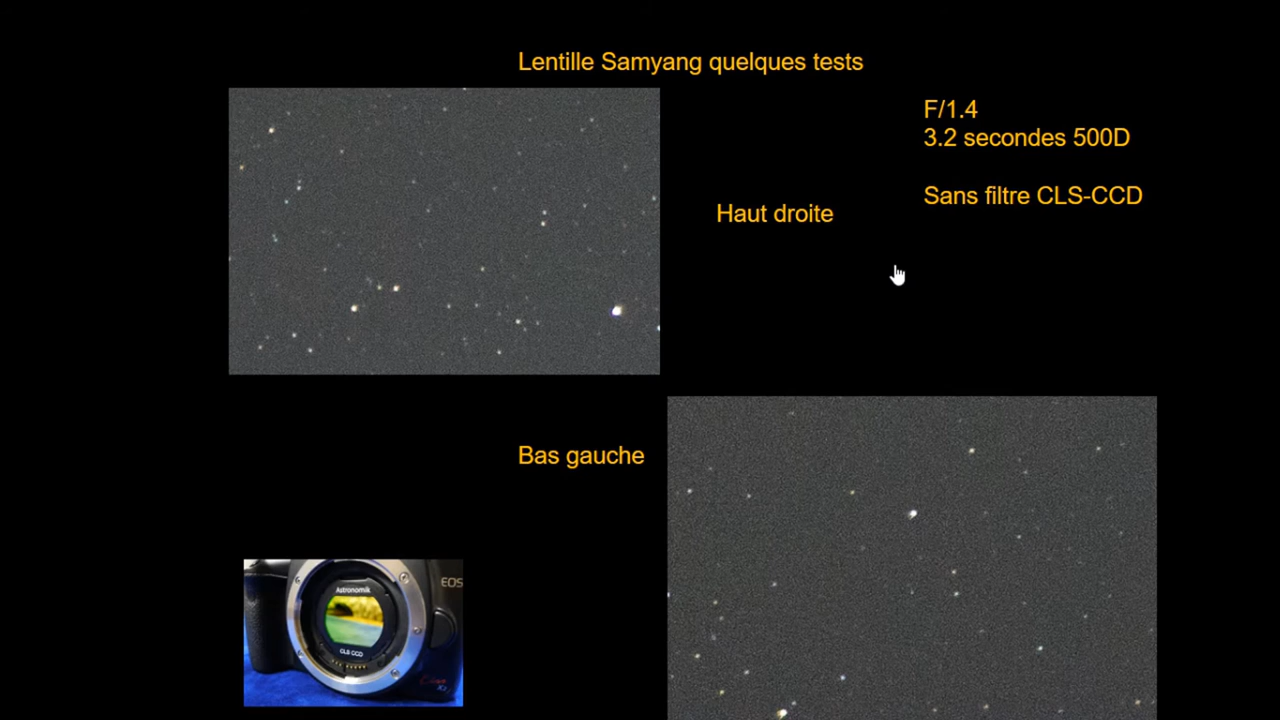 Lentille Samyang quelques tests
F/1.4
3.2 secondes 500D
Sans filtre CLS-CCD
Haut droite
Bas gauche
EOS
Astronomik
CLS CCD